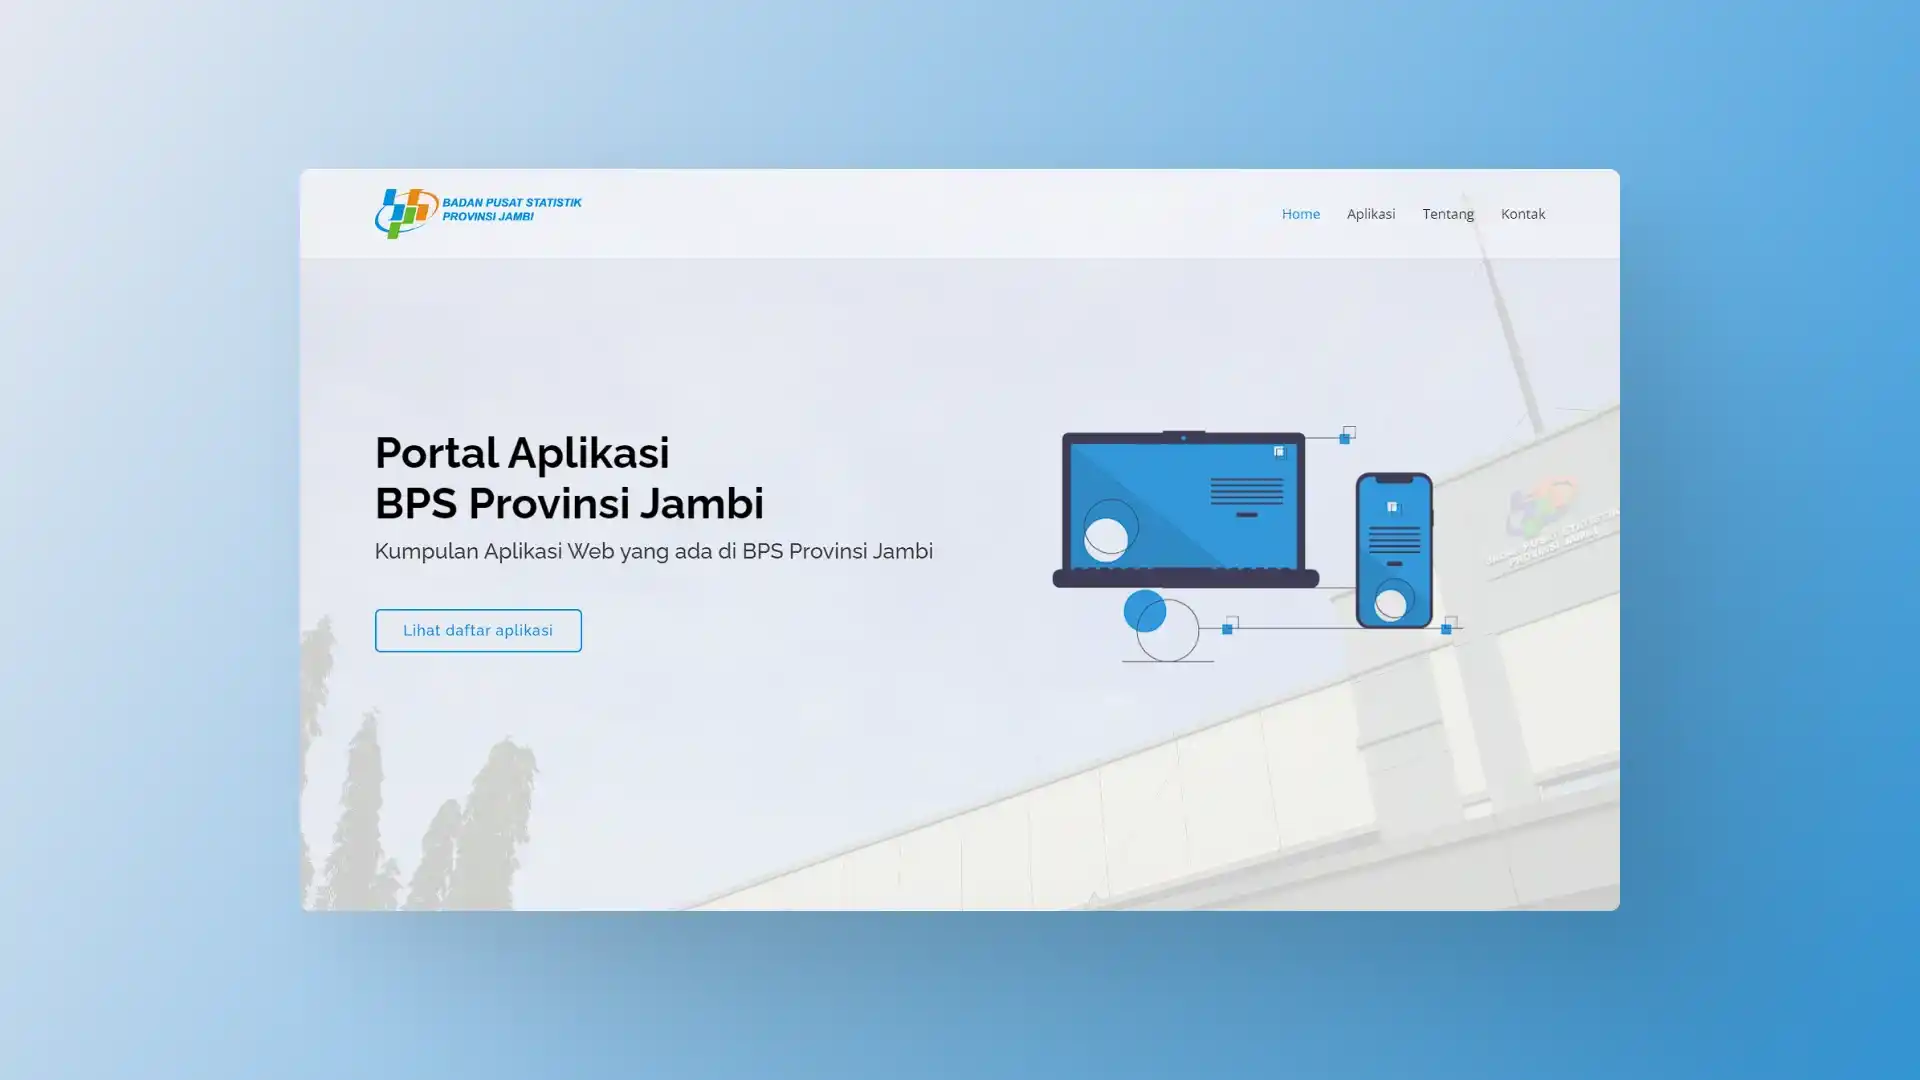 BADAN PUSAT STATISTIK
PROVINSI JAMBI
Home
Aplikasi
Tentang
Kontak
Portal Aplikasi
BPS Provinsi Jambi
Kumpulan Aplikasi Web yang ada di BPS Provinsi Jambi
Lihat daftar aplikasi